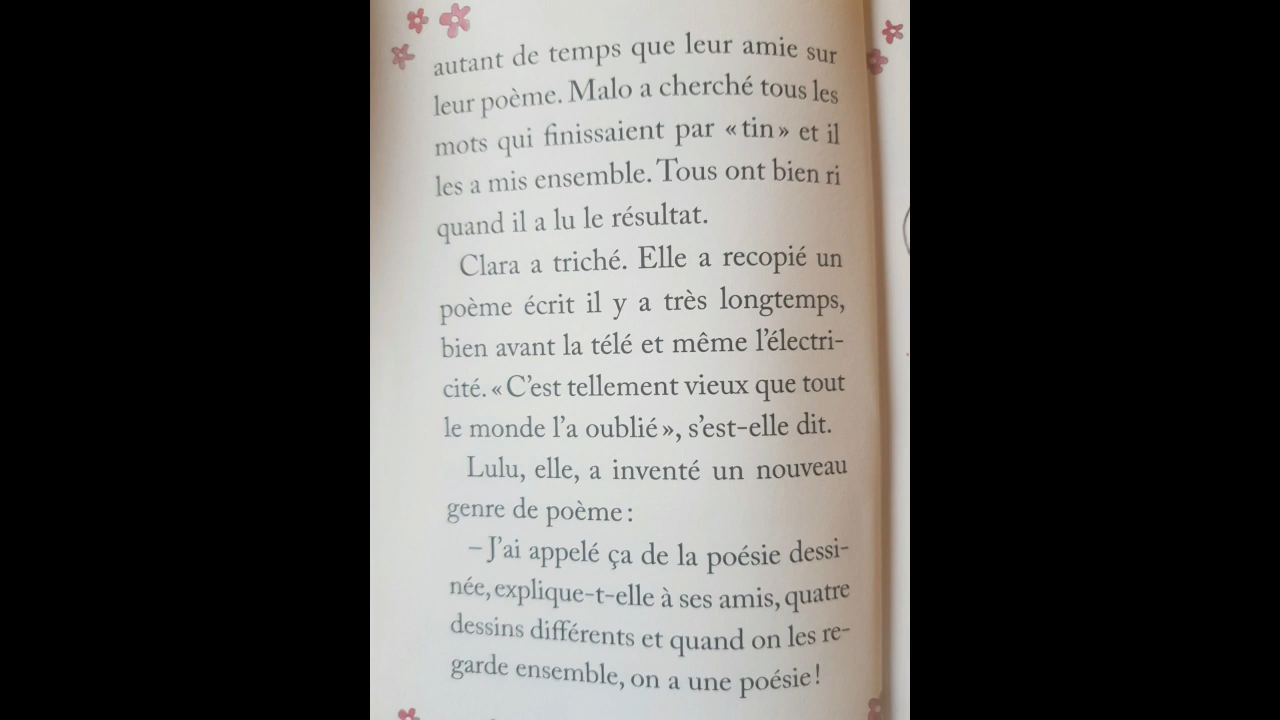 autant de temps que leur amie sur
leur poème. Malo a cherché tous les
mots qui finissaient par «tin» et il
les a mis ensemble. Tous ont bien ri
quand il a lu le résultat.
Clara a triché. Elle a recopié un
poème écrit il y a très longtemps,
bien avant la télé et même l'électri-
cité. «C'est tellement vieux que tout
le monde l'a oublié», s'est-elle dit.
Lulu, elle, a inventé un nouveau
genre de poème :
– J'ai appelé ça de la poésie dessi-
née, explique-t-elle à ses amis, quatre
dessins différents et quand on les re-
garde ensemble, on a une poésie !